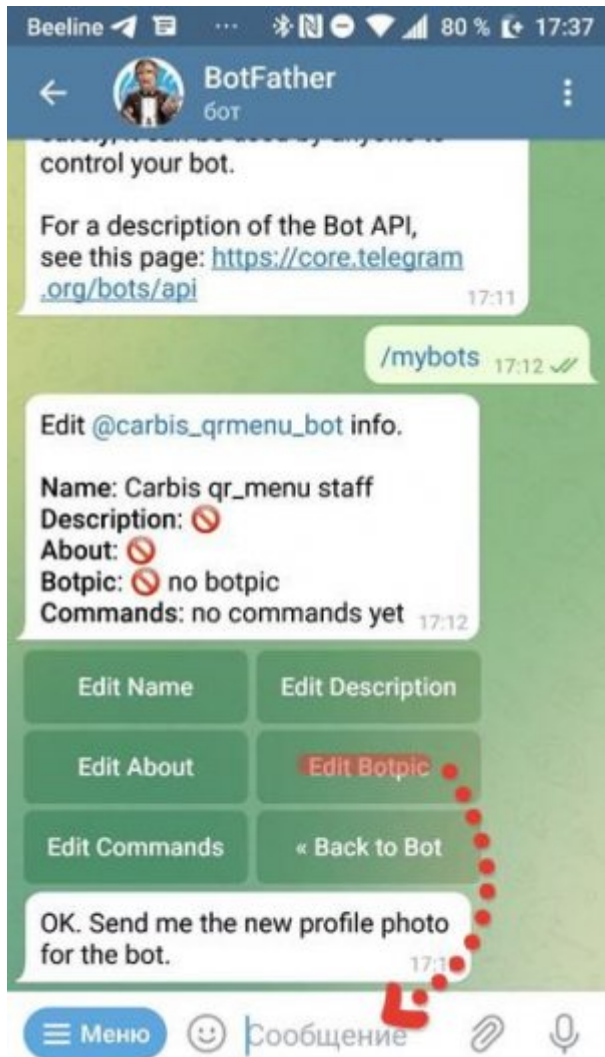 Beeline 80 % 17:37
BotFather
бот
control your bot.
For a description of the Bot API,
see this page: https://core.telegram
.org/bots/api 17:11
/mybots 17:12
Edit @carbis_qrmenu_bot info.
Name: Carbis qr_menu staff
Description:
About:
Botpic: no botpic
Commands: no commands yet 17:12
Edit Name Edit Description
Edit About Edit Botpic
Edit Commands « Back to Bot
OK. Send me the new profile photo
for the bot.
Меню Сообщение